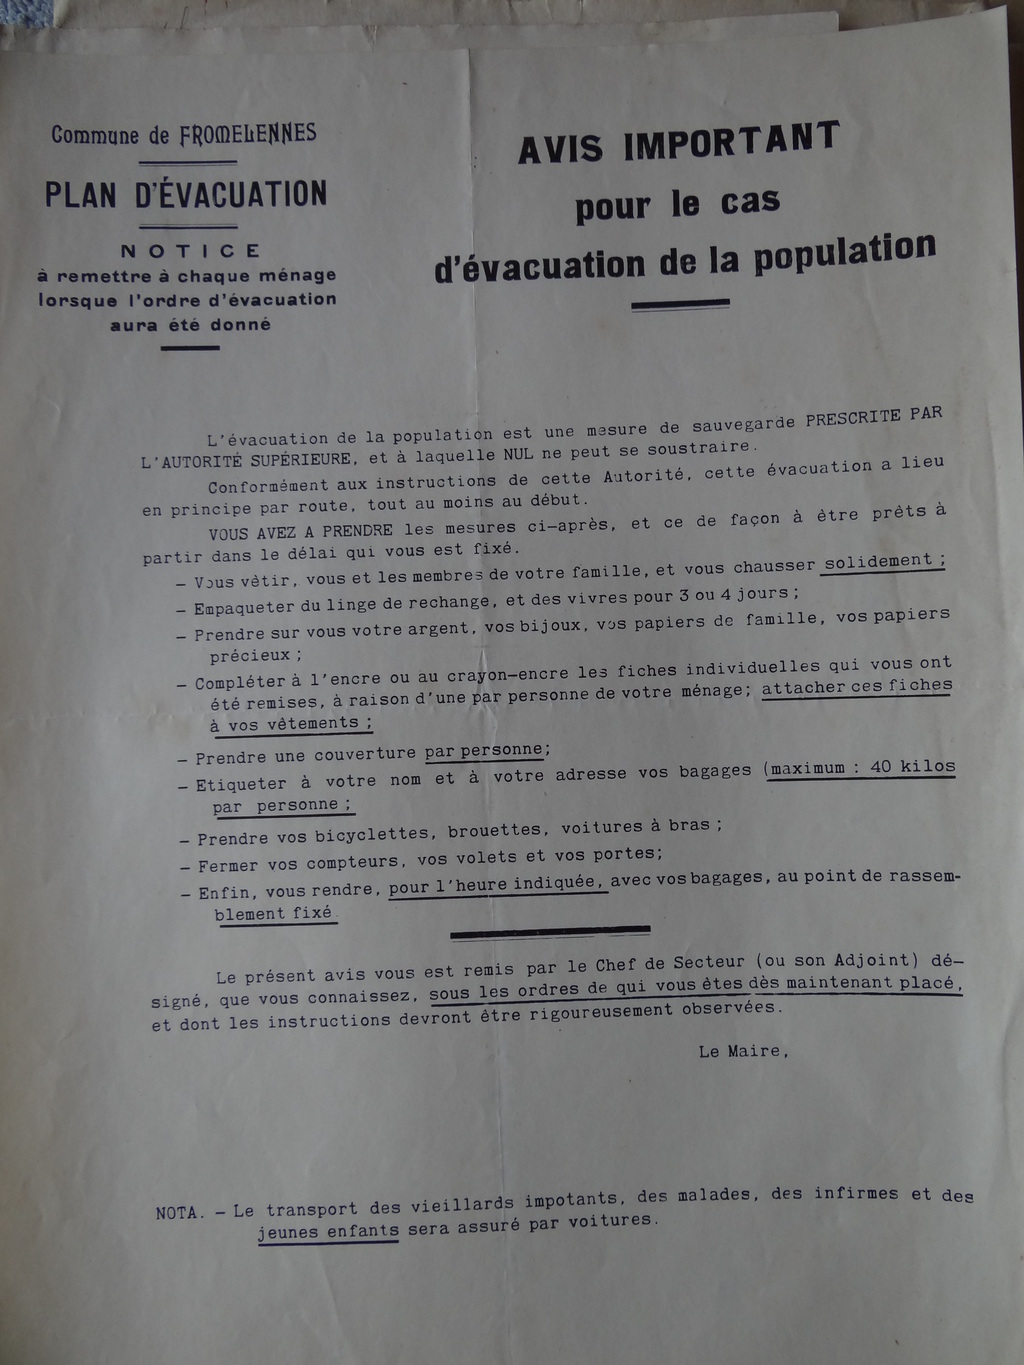 Commune de FROMELENNES
PLAN D'ÉVACUATION
NOTICE
à remettre à chaque ménage
lorsque l'ordre d'évacuation
aura été donné
AVIS IMPORTANT
pour le cas
d'évacuation de la population
L'évacuation de la population est une mesure de sauvegarde PRESCRITE PAR
L'AUTORITÉ SUPÉRIEURE, et à laquelle NUL ne peut se soustraire.
Conformément aux instructions de cette Autorité, cette évacuation a lieu
en principe par route, tout au moins au début.
VOUS AVEZ A PRENDRE les mesures ci-après, et ce de façon à être prêts à
partir dans le délai qui vous est fixé.
- Vous vêtir, vous et les membres de votre famille, et vous chausser solidement ;
- Empaqueter du linge de rechange, et des vivres pour 3 ou 4 jours ;
- Prendre sur vous votre argent, vos bijoux, vos papiers de famille, vos papiers
précieux ;
- Compléter à l'encre ou au crayon-encre les fiches individuelles qui vous ont
été remises, à raison d'une par personne de votre ménage; attacher ces fiches
à vos vêtements ;
- Prendre une couverture par personne;
- Etiqueter à votre nom et à votre adresse vos bagages (maximum : 40 kilos
par personne ;
- Prendre vos bicyclettes, brouettes, voitures à bras ;
- Fermer vos compteurs, vos volets et vos portes;
- Enfin, vous rendre, pour l'heure indiquée, avec vos bagages, au point de rassem-
blement fixé.
Le présent avis vous est remis par le Chef de Secteur (ou son Adjoint) dé-
signé, que vous connaissez, sous les ordres de qui vous êtes dès maintenant placé,
et dont les instructions devront être rigoureusement observées.
Le Maire,
NOTA. - Le transport des vieillards impotants, des malades, des infirmes et des
jeunes enfants sera assuré par voitures.